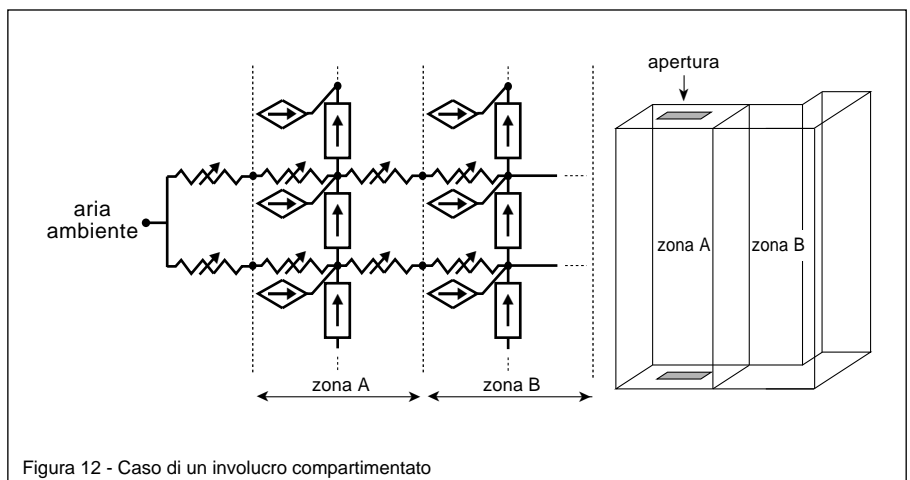 apertura
aria
ambiente
zona A
zona B
zona A
zona B
Figura 12 - Caso di un involucro compartimentato